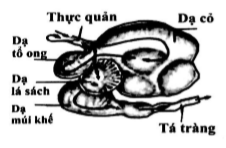 Thực quản
Dạ cỏ
Dạ
tổ ong
Dạ
lá sách
Dạ
múi khế
Tá tràng